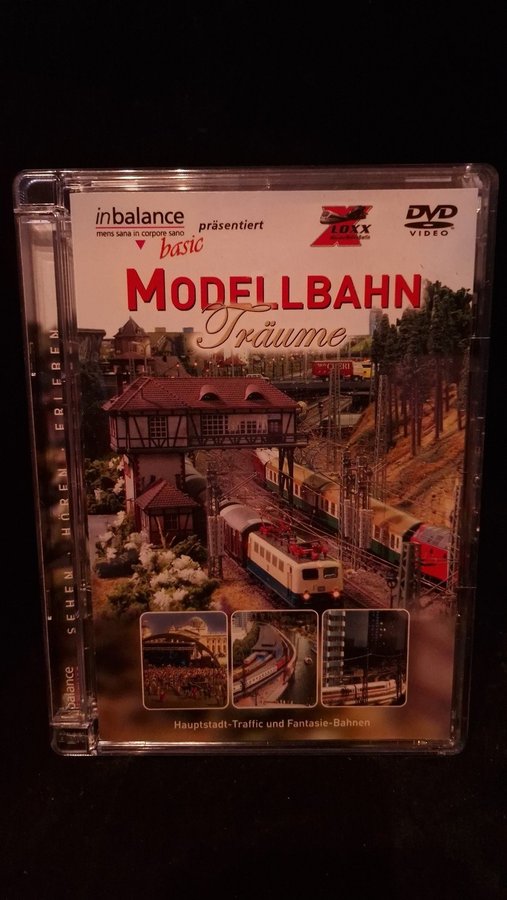 inbalance
mens sana in corpore sano
basic
präsentiert
LOXX
DVD
VIDEO
MODELLBAHN
Träume
Hauptstadt-Traffic und Fantasie-Bahnen
inbalance SEHEN · HÖREN · ERLEBEN